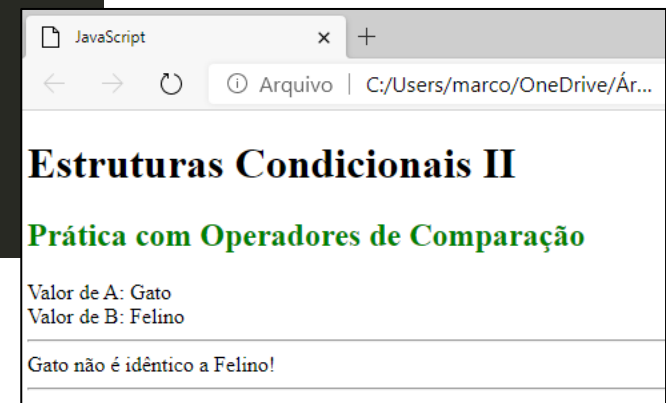 JavaScript
Arquivo | C:/Users/marco/OneDrive/Ár...
Estruturas Condicionais II
Prática com Operadores de Comparação
Valor de A: Gato
Valor de B: Felino
Gato não é idêntico a Felino!